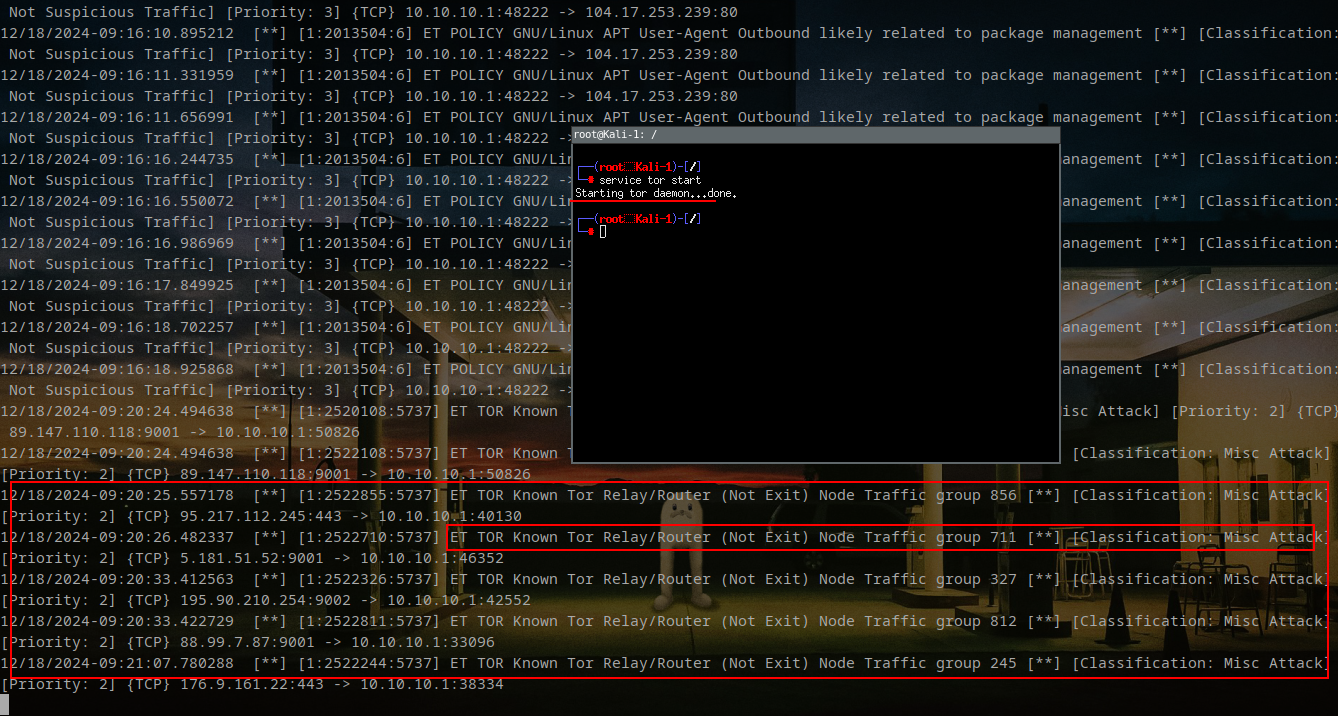 Not Suspicious Traffic] [Priority: 3] {TCP} 10.10.10.1:48222 -> 104.17.253.239:80
12/18/2024-09:16:10.895212  [**] [1:2013504:6] ET POLICY GNU/Linux APT User-Agent Outbound likely related to package management [**] [Classification:
Not Suspicious Traffic] [Priority: 3] {TCP} 10.10.10.1:48222 -> 104.17.253.239:80
12/18/2024-09:16:11.331959  [**] [1:2013504:6] ET POLICY GNU/Linux APT User-Agent Outbound likely related to package management [**] [Classification:
Not Suspicious Traffic] [Priority: 3] {TCP} 10.10.10.1:48222 -> 104.17.253.239:80
12/18/2024-09:16:11.656991  [**] [1:2013504:6] ET POLICY GNU/Linux APT User-Agent Outbound likely related to package management [**] [Classification:
Not Suspicious Traffic] [Priority: 3] {TCP} 10.10.10.1:48222 ->
12/18/2024-09:16:16.244735  [**] [1:2013504:6] ET POLICY GNU/Lin anagement [**] [Classification:
Not Suspicious Traffic] [Priority: 3] {TCP} 10.10.10.1:48222 ->
12/18/2024-09:16:16.550072  [**] [1:2013504:6] ET POLICY GNU/Lin anagement [**] [Classification:
Not Suspicious Traffic] [Priority: 3] {TCP} 10.10.10.1:48222 ->
12/18/2024-09:16:16.986969  [**] [1:2013504:6] ET POLICY GNU/Lin anagement [**] [Classification:
Not Suspicious Traffic] [Priority: 3] {TCP} 10.10.10.1:48222 ->
12/18/2024-09:16:17.849925  [**] [1:2013504:6] ET POLICY GNU/Lin anagement [**] [Classification:
Not Suspicious Traffic] [Priority: 3] {TCP} 10.10.10.1:48222 ->
12/18/2024-09:16:18.702257  [**] [1:2013504:6] ET POLICY GNU/Lin anagement [**] [Classification:
Not Suspicious Traffic] [Priority: 3] {TCP} 10.10.10.1:48222 ->
12/18/2024-09:16:18.925868  [**] [1:2013504:6] ET POLICY GNU/Lin anagement [**] [Classification:
Not Suspicious Traffic] [Priority: 3] {TCP} 10.10.10.1:48222 ->
12/18/2024-09:20:24.494638  [**] [1:2520108:5737] ET TOR Known To isc Attack] [Priority: 2] {TCP}
89.147.110.118:9001 -> 10.10.10.1:50826
12/18/2024-09:20:24.494638  [**] [1:2522108:5737] ET TOR Known T [Classification: Misc Attack]
[Priority: 2] {TCP} 89.147.110.118:9001 -> 10.10.10.1:50826
12/18/2024-09:20:25.557178  [**] [1:2522855:5737] ET TOR Known Tor Relay/Router (Not Exit) Node Traffic group 856 [**] [Classification: Misc Attack]
[Priority: 2] {TCP} 95.217.112.245:443 -> 10.10.10.1:40130
12/18/2024-09:20:26.482337  [**] [1:2522710:5737] ET TOR Known Tor Relay/Router (Not Exit) Node Traffic group 711 [**] [Classification: Misc Attack]
[Priority: 2] {TCP} 5.181.51.52:9001 -> 10.10.10.1:46352
12/18/2024-09:20:33.412563  [**] [1:2522326:5737] ET TOR Known Tor Relay/Router (Not Exit) Node Traffic group 327 [**] [Classification: Misc Attack]
[Priority: 2] {TCP} 195.90.210.254:9002 -> 10.10.10.1:42552
12/18/2024-09:20:33.422729  [**] [1:2522811:5737] ET TOR Known Tor Relay/Router (Not Exit) Node Traffic group 812 [**] [Classification: Misc Attack]
[Priority: 2] {TCP} 88.99.7.87:9001 -> 10.10.10.1:33096
12/18/2024-09:21:07.780288  [**] [1:2522244:5737] ET TOR Known Tor Relay/Router (Not Exit) Node Traffic group 245 [**] [Classification: Misc Attack]
[Priority: 2] {TCP} 176.9.161.22:443 -> 10.10.10.1:38334
root@Kali-1: /
(root Kali-1)-[/]
service tor start
Starting tor daemon...done.
(root Kali-1)-[/]